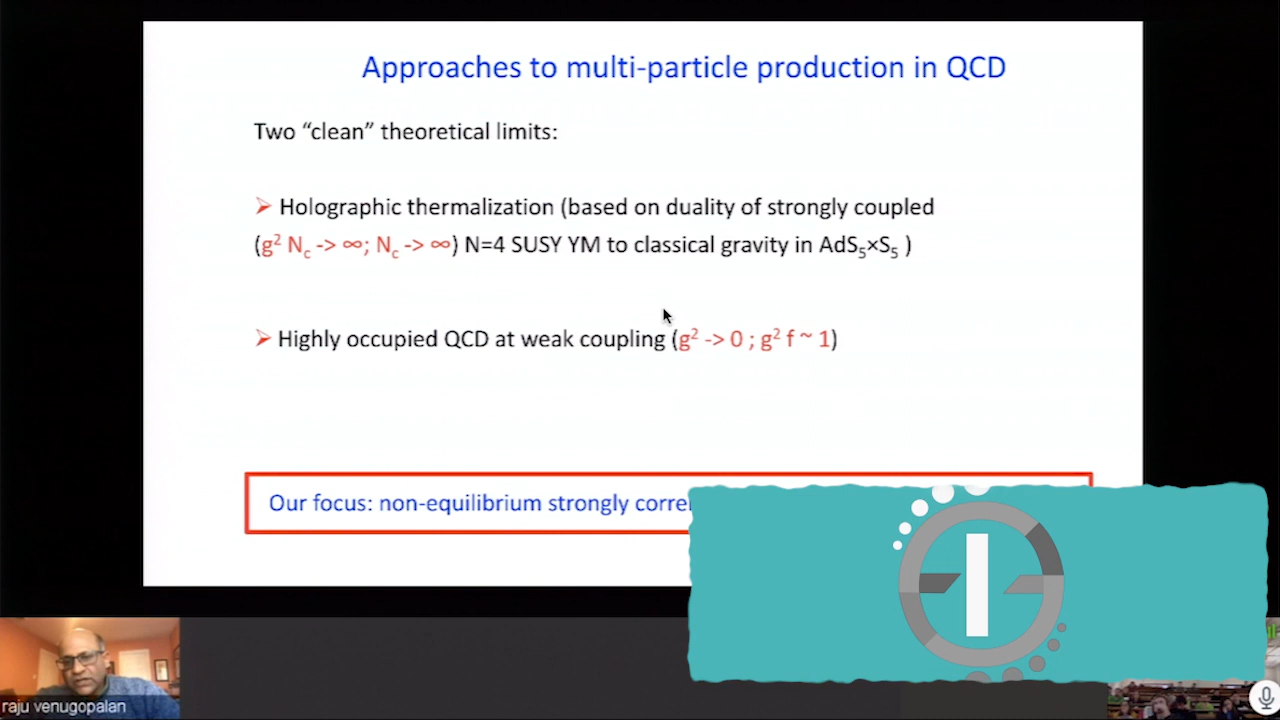 Approaches to multi-particle production in QCD
Two “clean” theoretical limits:
➢ Holographic thermalization (based on duality of strongly coupled
(g² N_c -> ∞; N_c -> ∞) N=4 SUSY YM to classical gravity in AdS₅×S₅ )
➢ Highly occupied QCD at weak coupling (g² -> 0 ; g² f ~ 1)
Our focus: non-equilibrium strongly
raju venugopalan